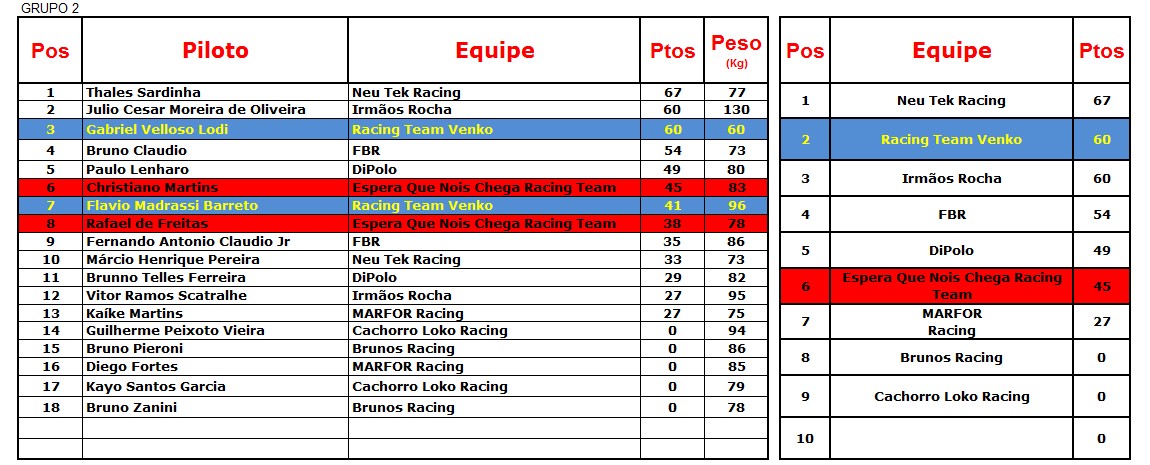 GRUPO 2
Pos Piloto Equipe Ptos Peso
(Kg)
1 Thales Sardinha Neu Tek Racing 67 77
2 Julio Cesar Moreira de Oliveira Irmãos Rocha 60 130
3 Gabriel Velloso Lodi Racing Team Venko 60 60
4 Bruno Claudio FBR 54 73
5 Paulo Lenharo DiPolo 49 80
6 Christiano Martins Espera Que Nois Chega Racing Team 45 83
7 Flavio Madrassi Barreto Racing Team Venko 41 96
8 Rafael de Freitas Espera Que Nois Chega Racing Team 38 78
9 Fernando Antonio Claudio Jr FBR 35 86
10 Márcio Henrique Pereira Neu Tek Racing 33 73
11 Brunno Telles Ferreira DiPolo 29 82
12 Vitor Ramos Scatralhe Irmãos Rocha 27 95
13 Kaíke Martins MARFOR Racing 27 75
14 Guilherme Peixoto Vieira Cachorro Loko Racing 0 94
15 Bruno Pieroni Brunos Racing 0 86
16 Diego Fortes MARFOR Racing 0 85
17 Kayo Santos Garcia Cachorro Loko Racing 0 79
18 Bruno Zanini Brunos Racing 0 78
Pos Equipe Ptos
1 Neu Tek Racing 67
2 Racing Team Venko 60
3 Irmãos Rocha 60
4 FBR 54
5 DiPolo 49
6 Espera Que Nois Chega Racing
Team 45
7 MARFOR
Racing 27
8 Brunos Racing 0
9 Cachorro Loko Racing 0
10 0